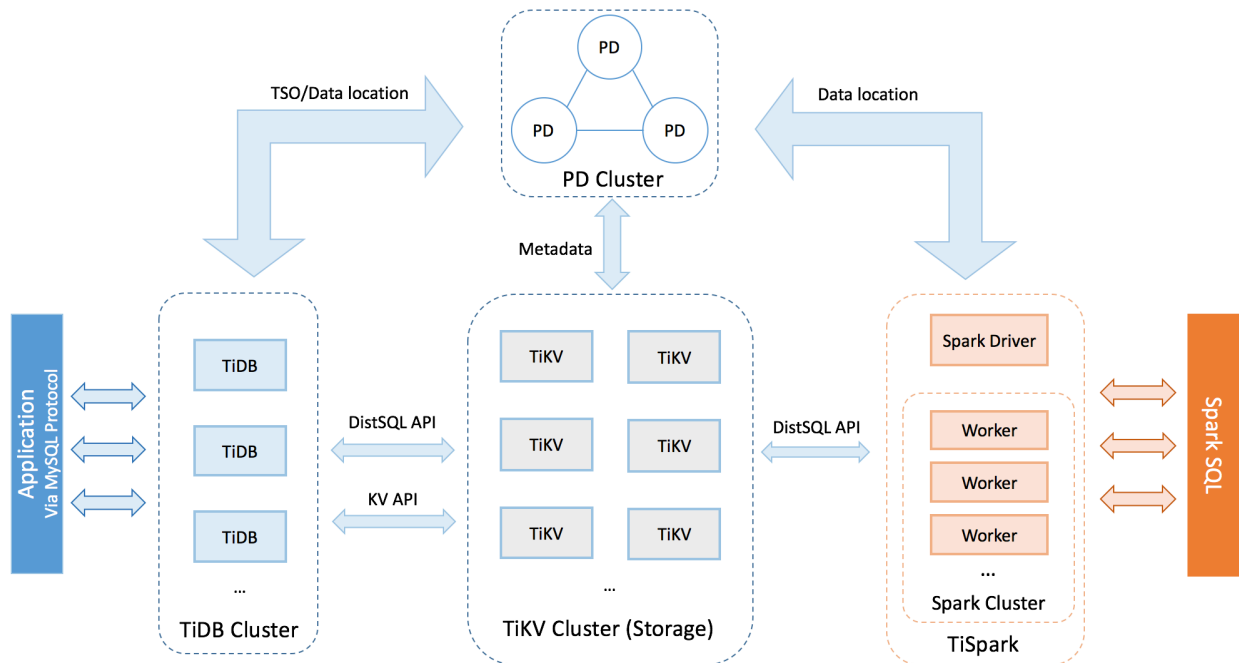 PD
TSO/Data location
Data location
PD
PD
PD Cluster
Metadada
Application
Via MySQL Protocol
TiDB
TiDB
TiDB
...
TiDB Cluster
DistSQL API
KV API
TiKV
TiKV
TiKV
TiKV
TiKV
TiKV
...
TiKV Cluster (Storage)
DistSQL API
Spark Driver
Worker
Worker
Worker
...
Spark Cluster
TiSpark
Spark SQL